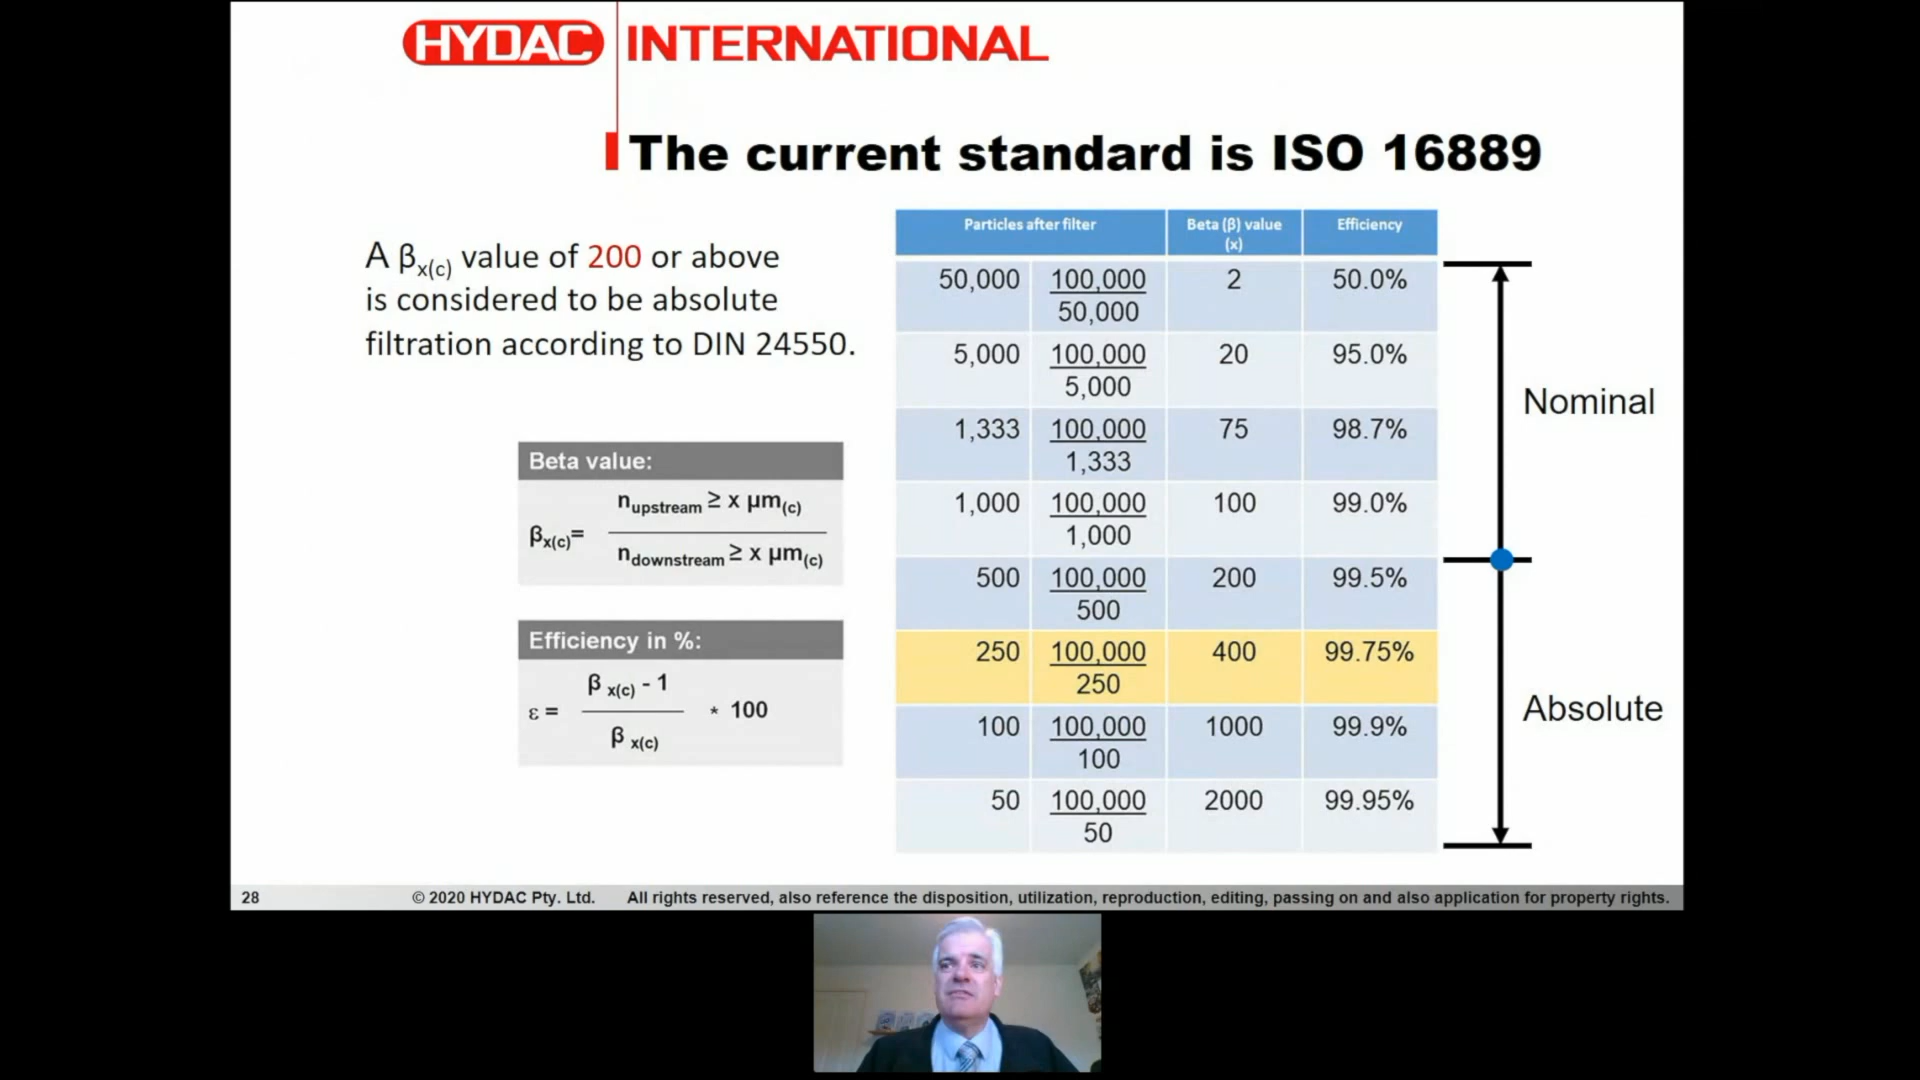 HYDAC INTERNATIONAL
The current standard is ISO 16889
A βx(c) value of 200 or above
is considered to be absolute
filtration according to DIN 24550.
Beta value:
βx(c)= nupstream ≥ x µm(c)
ndownstream ≥ x µm(c)
Efficiency in %:
ε = β x(c) - 1 * 100
β x(c)
Particles after filter Beta (β) value (x) Efficiency
50,000 100,000 2 50.0%
50,000
5,000 100,000 20 95.0%
5,000
1,333 100,000 75 98.7%
1,333
1,000 100,000 100 99.0%
1,000
500 100,000 200 99.5%
500
250 100,000 400 99.75%
250
100 100,000 1000 99.9%
100
50 100,000 2000 99.95%
50
Nominal
Absolute
28 © 2020 HYDAC Pty. Ltd. All rights reserved, also reference the disposition, utilization, reproduction, editing, passing on and also application for property rights.